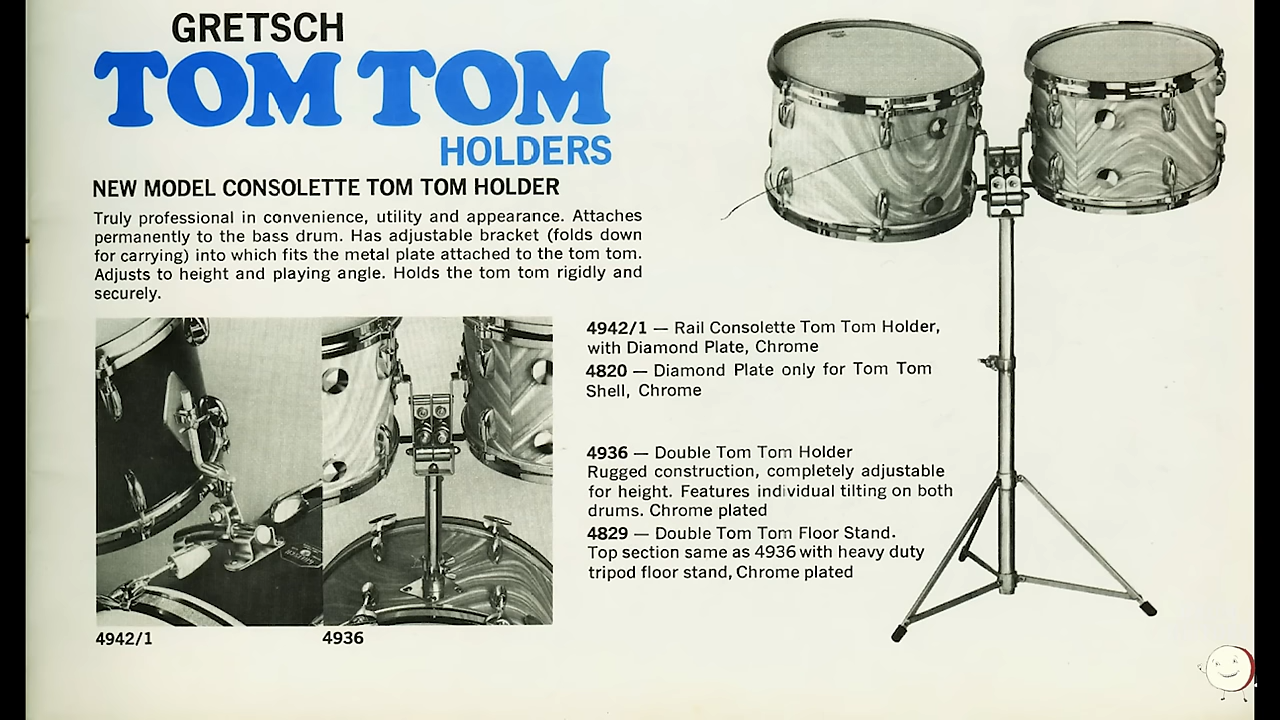 GRETSCH
TOM TOM
HOLDERS
NEW MODEL CONSOLETTE TOM TOM HOLDER
Truly professional in convenience, utility and appearance. Attaches
permanently to the bass drum. Has adjustable bracket (folds down
for carrying) into which fits the metal plate attached to the tom tom.
Adjusts to height and playing angle. Holds the tom tom rigidly and
securely.
4942/1 — Rail Consolette Tom Tom Holder,
with Diamond Plate, Chrome
4820 — Diamond Plate only for Tom Tom
Shell, Chrome
4936 — Double Tom Tom Holder
Rugged construction, completely adjustable
for height. Features individual tilting on both
drums. Chrome plated
4829 — Double Tom Tom Floor Stand.
Top section same as 4936 with heavy duty
tripod floor stand, Chrome plated
4942/1
4936